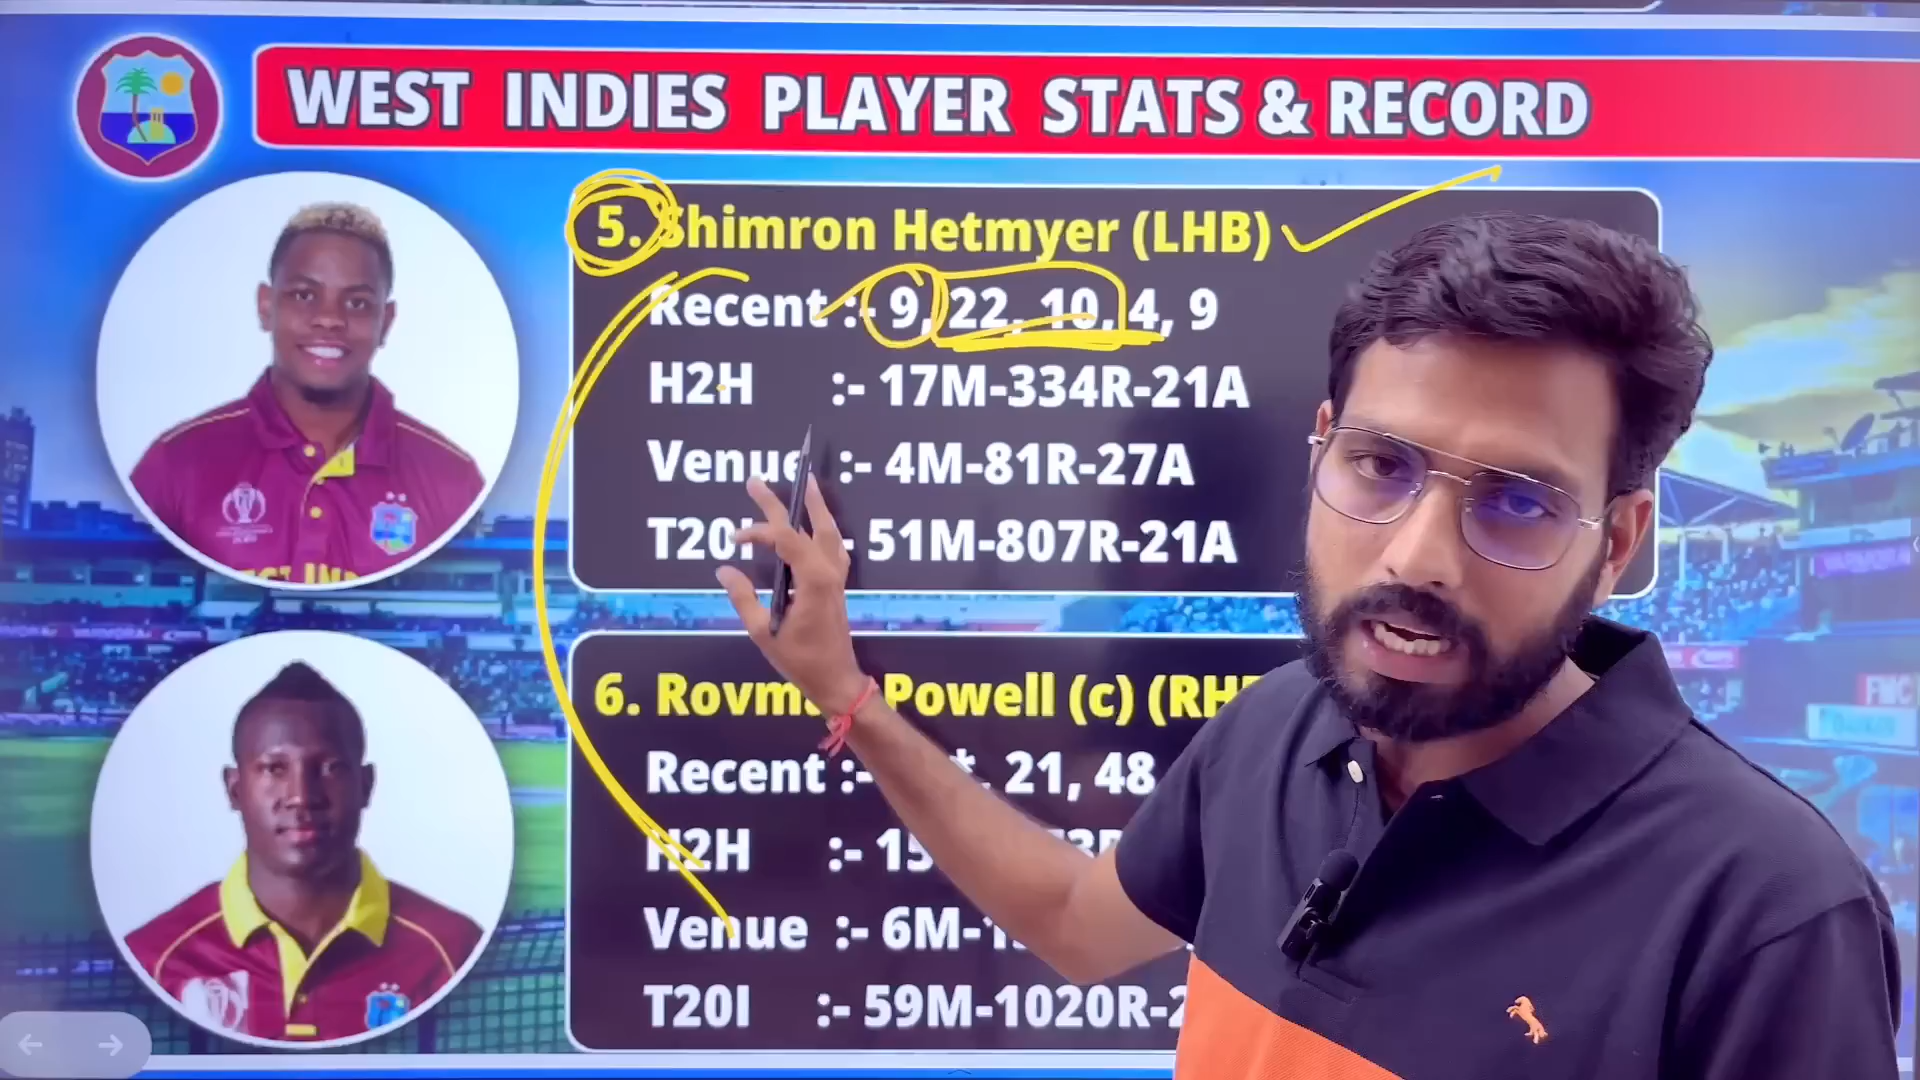 WEST INDIES PLAYER STATS & RECORD
5. Shimron Hetmyer (LHB)
Recent :- 9, 22, 10, 4, 9
H2H :- 17M-334R-21A
Venue :- 4M-81R-27A
T20I :- 51M-807R-21A
6. Powell (c)
Recent :- 21, 48
H2H :-
Venue :- 6M-
T20I :- 59M-1020R-